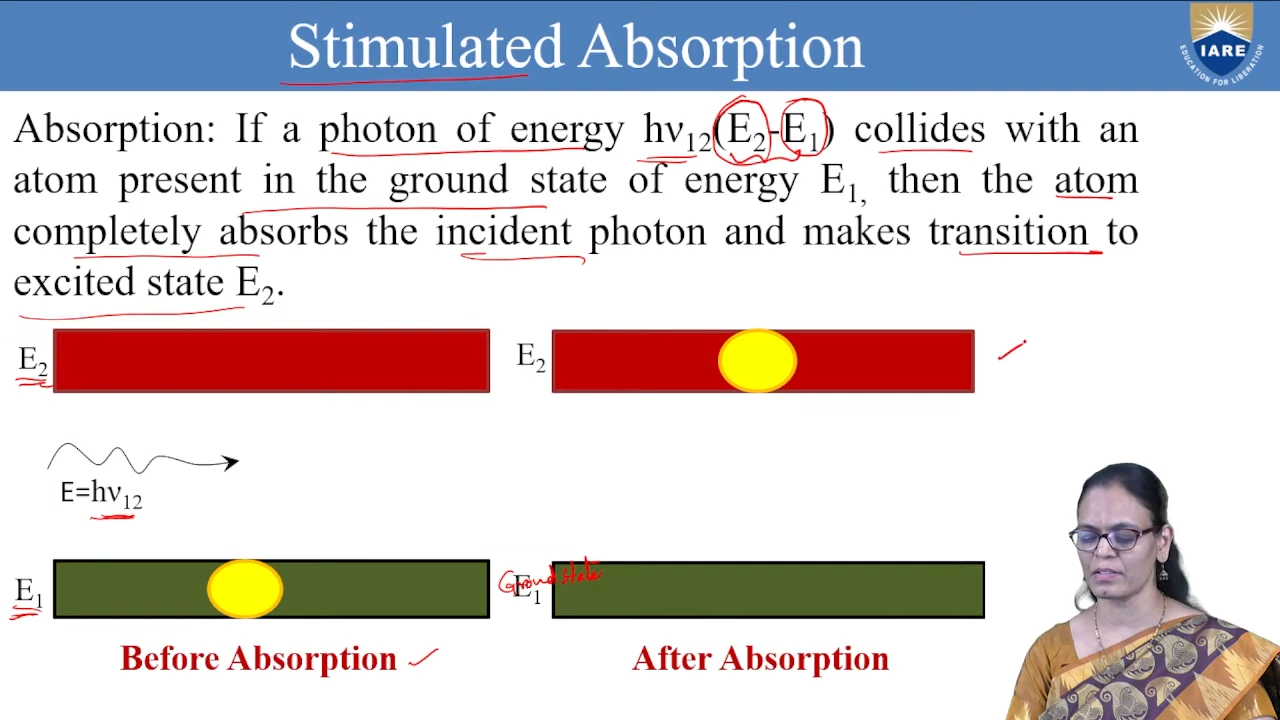 Stimulated Absorption
IARE
EDUCATION FOR LIBERATION
Absorption: If a photon of energy hν₁₂(E₂-E₁) collides with an
atom present in the ground state of energy E₁, then the atom
completely absorbs the incident photon and makes transition to
excited state E₂.
E₂
E₂
E=hν₁₂
E₁
Ground state
E₁
Before Absorption
After Absorption